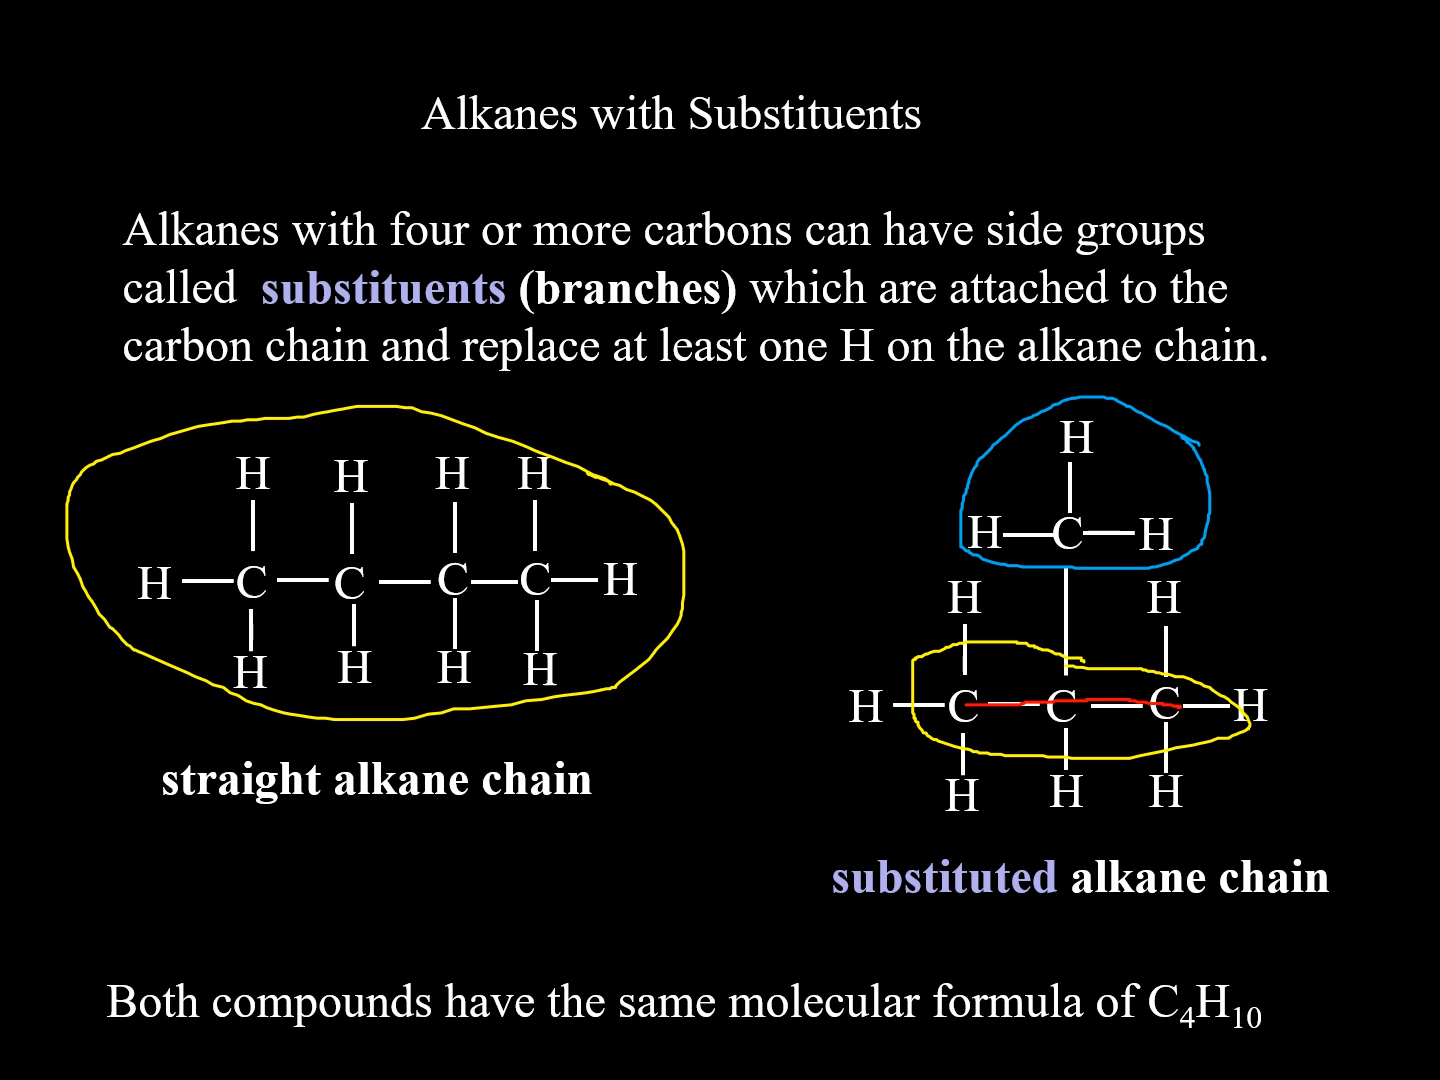 Alkanes with Substituents
Alkanes with four or more carbons can have side groups
called substituents (branches) which are attached to the
carbon chain and replace at least one H on the alkane chain.
H H H H
H C C C C H
H H H H
straight alkane chain
H
H C H
H H
H C C C H
H H H
substituted alkane chain
Both compounds have the same molecular formula of C4H10